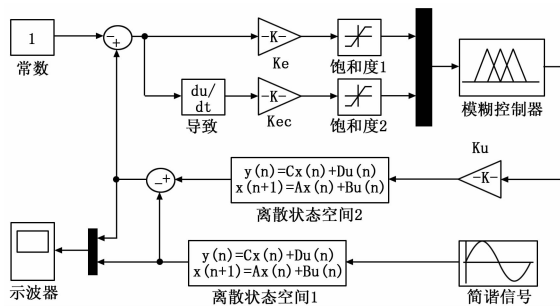 1
常数
-
+
-K-
Ke
饱和度1
du/
dt
导致
-K-
Kec
饱和度2
模糊控制器
Ku
-K-
y(n)=Cx(n)+Du(n)
x(n+1)=Ax(n)+Bu(n)
离散状态空间2
-+
示波器
y(n)=Cx(n)+Du(n)
x(n+1)=Ax(n)+Bu(n)
离散状态空间1
简谐信号